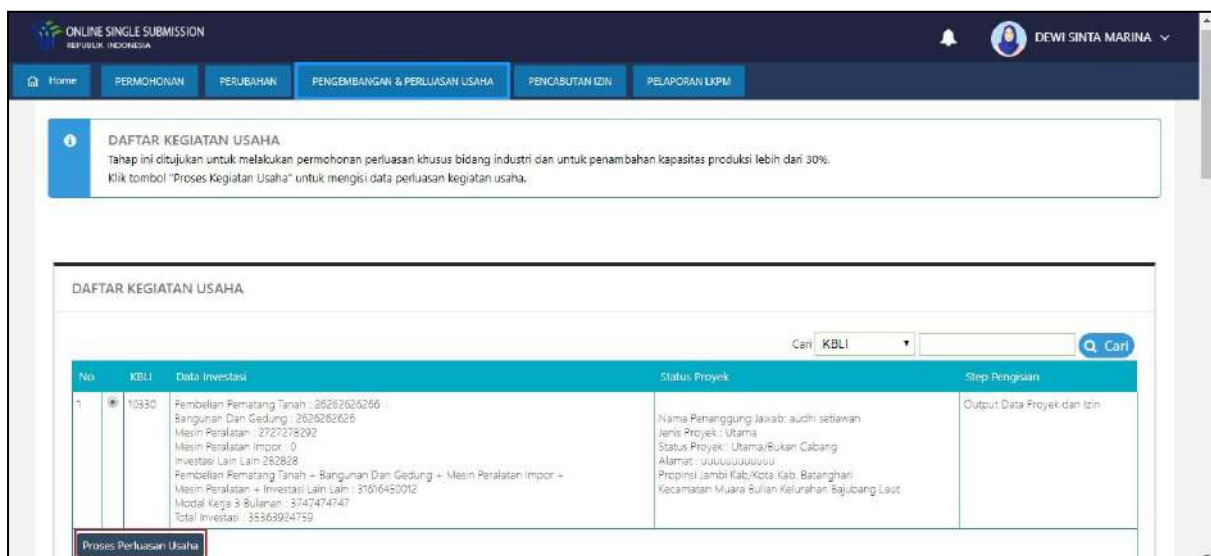 ONLINE SINGLE SUBMISSION
REPUBLIK INDONESIA
DEWI SINTA MARINA
Home PERMOHONAN PERUBAHAN PENGEMBANGAN & PERLUASAN USAHA PENCABUTAN IZIN PELAPORAN LKPM
DAFTAR KEGIATAN USAHA
Tahap ini ditujukan untuk melakukan permohonan perluasan khusus bidang industri dan untuk penambahan kapasitas produksi lebih dari 30%.
Klik tombol "Proses Kegiatan Usaha" untuk mengisi data perluasan kegiatan usaha.
DAFTAR KEGIATAN USAHA
Cari KBLI Cari
No KBLI Data Investasi Status Proyek Step Pengisian
1 10330
Pembelian Pematang Tanah : 26262626266
Bangunan Dan Gedung : 2626262626
Mesin Peralatan : 2727278292
Mesin Peralatan Impor : 0
Investasi Lain Lain 282828
Pembelian Pematang Tanah + Bangunan Dan Gedung + Mesin Peralatan Impor +
Mesin Peralatan + Investasi Lain Lain : 31616450012
Modal Kerja 3 Bulanan : 3747474747
Total Investasi : 35363924759
Nama Penanggung Jawab: audhi setiawan
Jenis Proyek : Utama
Status Proyek : Utama/Bukan Cabang
Alamat :
Propinsi Jambi Kab/Kota Kab. Batanghari
Kecamatan Muara Bulian Kelurahan Bajubang Laut
Output Data Proyek dan Izin
Proses Perluasan Usaha